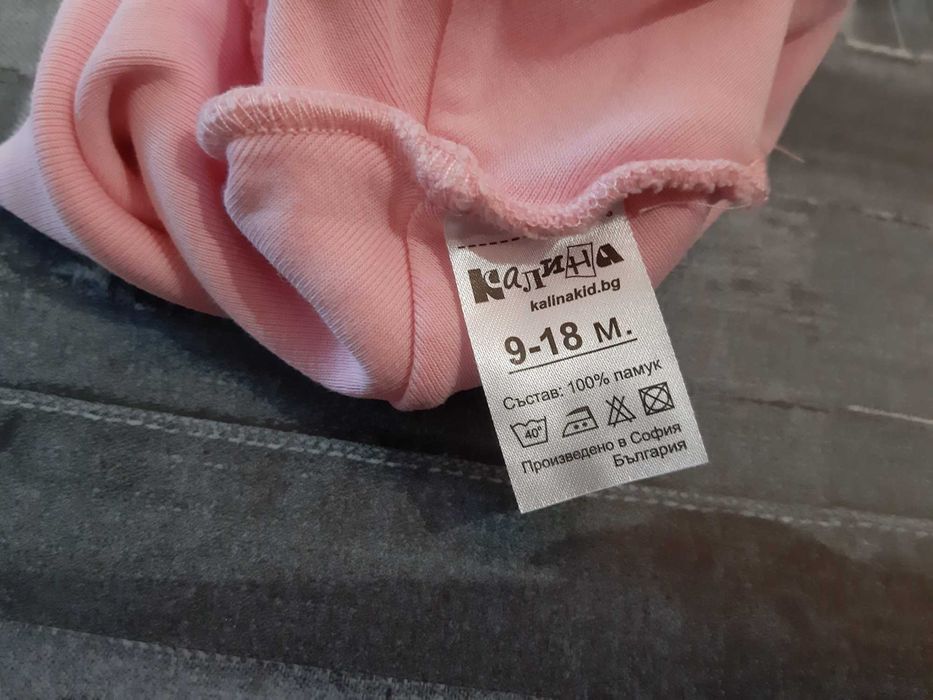 Калина
kalinakid.bg
9-18 М.
Състав: 100% памук
40°
Произведено в София
България